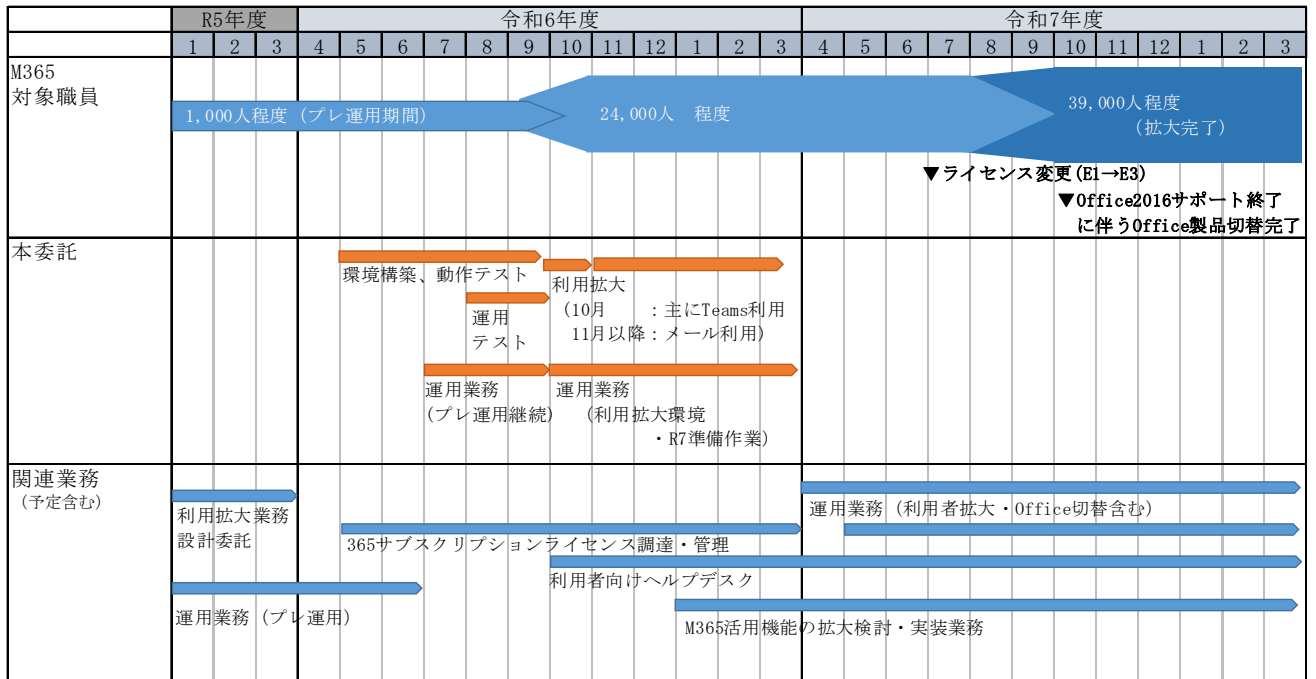 R5年度 令和6年度 令和7年度
1 2 3 4 5 6 7 8 9 10 11 12 1 2 3 4 5 6 7 8 9 10 11 12 1 2 3
M365
対象職員
1,000人程度（プレ運用期間）
24,000人　程度
39,000人程度
（拡大完了）
▼ライセンス変更(E1→E3)
▼Office2016サポート終了
に伴うOffice製品切替完了
本委託
環境構築、動作テスト
利用拡大
（10月　　：主にTeams利用
11月以降：メール利用）
運用
テスト
運用業務
（プレ運用継続）
運用業務
（利用拡大環境
・R7準備作業）
関連業務
（予定含む）
利用拡大業務
設計委託
運用業務（利用者拡大・Office切替含む）
365サブスクリプションライセンス調達・管理
利用者向けヘルプデスク
運用業務（プレ運用）
M365活用機能の拡大検討・実装業務